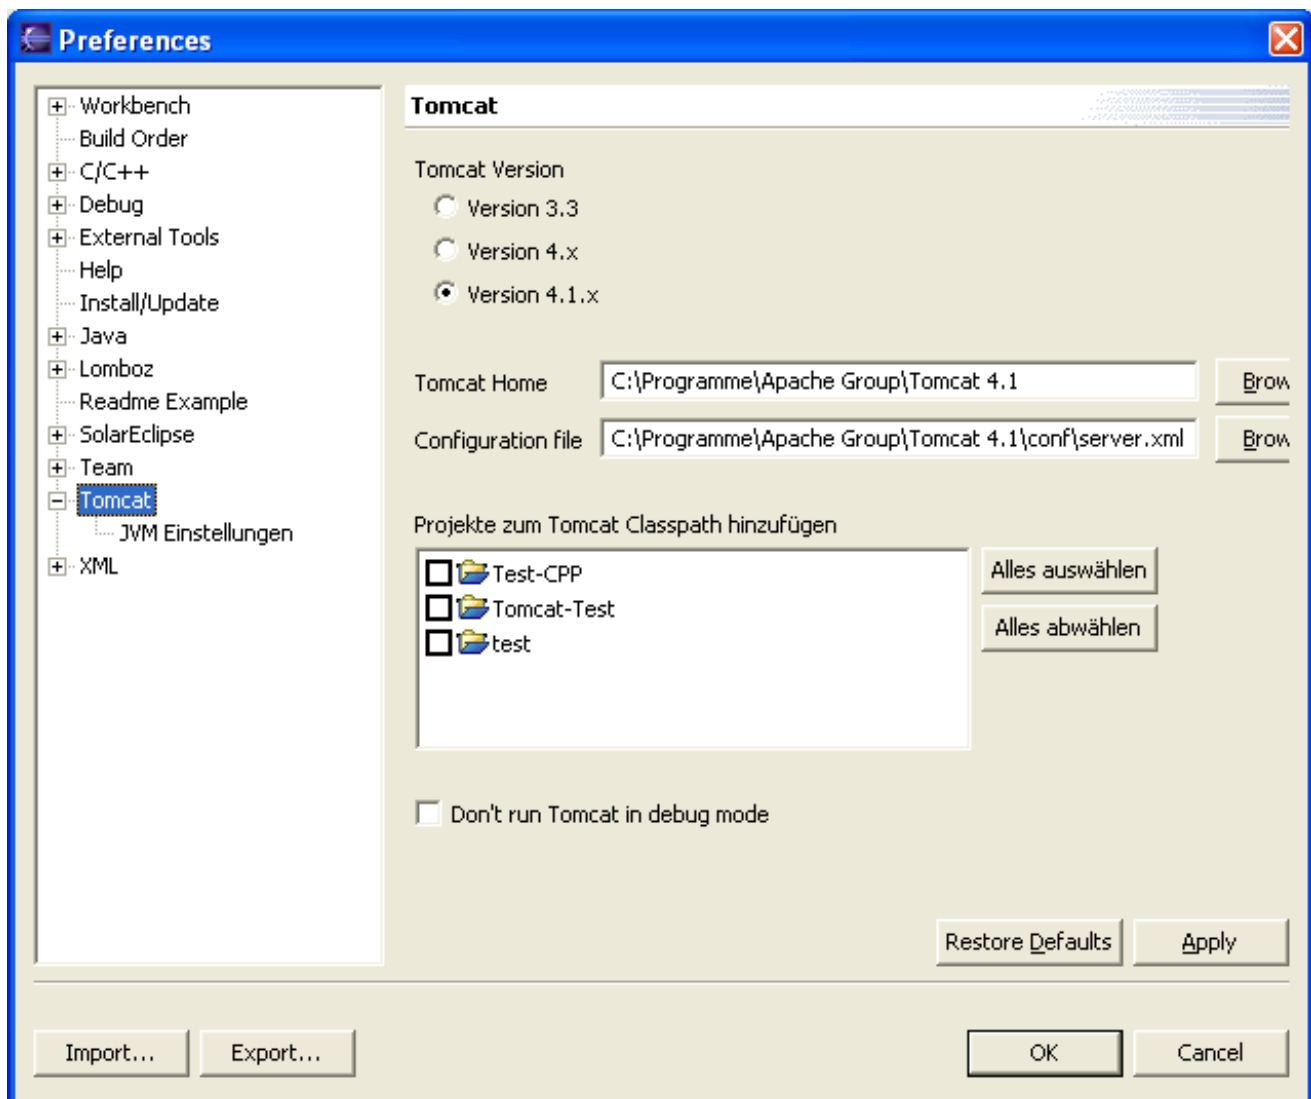 Preferences
Workbench
Build Order
C/C++
Debug
External Tools
Help
Install/Update
Java
Lomboz
Readme Example
SolarEclipse
Team
Tomcat
JVM Einstellungen
XML
Tomcat
Tomcat Version
Version 3.3
Version 4.x
Version 4.1.x
Tomcat Home C:\Programme\Apache Group\Tomcat 4.1 Brow
Configuration file C:\Programme\Apache Group\Tomcat 4.1\conf\server.xml Brow
Projekte zum Tomcat Classpath hinzufügen
Test-CPP
Tomcat-Test
test
Alles auswählen
Alles abwählen
Don't run Tomcat in debug mode
Restore Defaults Apply
Import... Export... OK Cancel